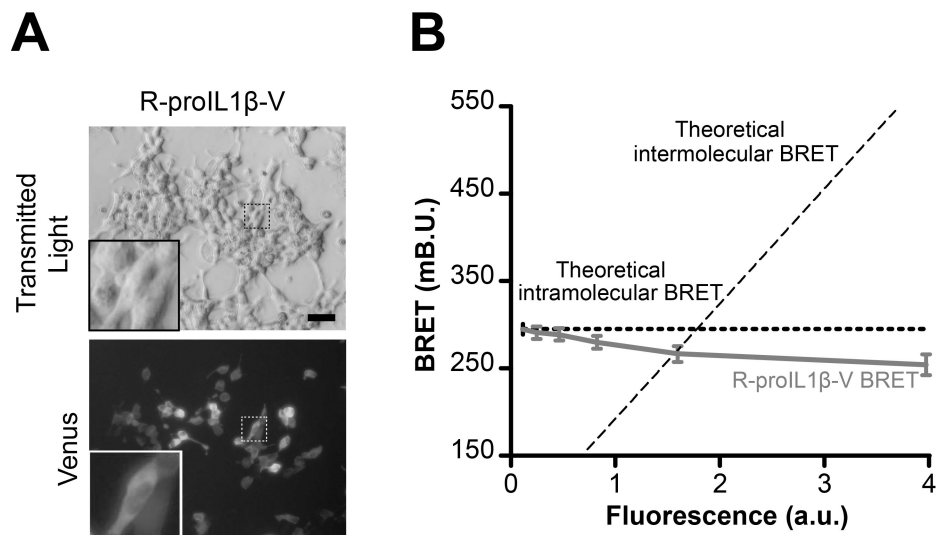 A
R-proIL1β-V
Transmitted
Light
Venus
B
BRET (mB.U.)
550
450
350
250
150
Theoretical
intermolecular BRET
Theoretical
intramolecular BRET
R-proIL1β-V BRET
0
1
2
3
4
Fluorescence (a.u.)